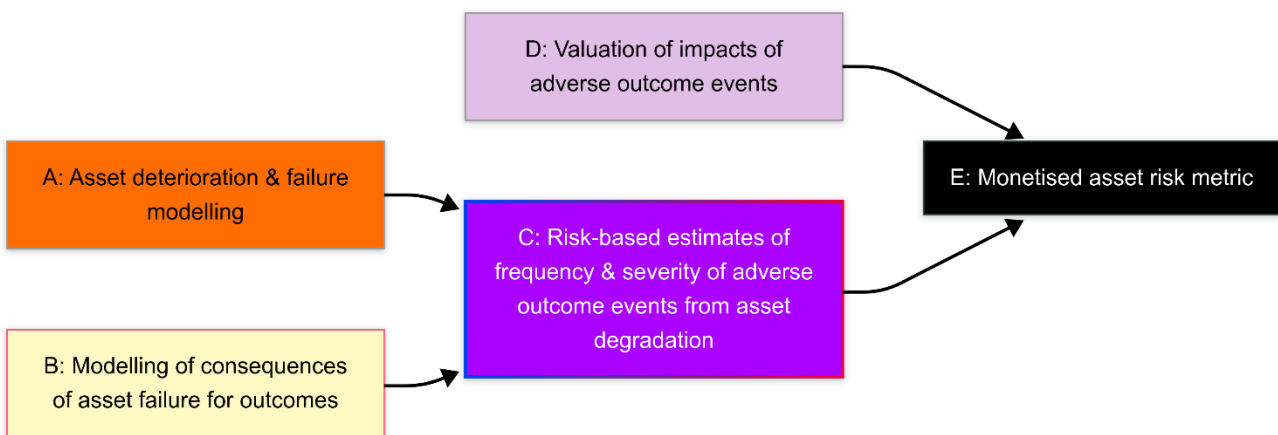 D: Valuation of impacts of
adverse outcome events
A: Asset deterioration & failure
modelling
E: Monetised asset risk metric
C: Risk-based estimates of
frequency & severity of adverse
outcome events from asset
degradation
B: Modelling of consequences
of asset failure for outcomes